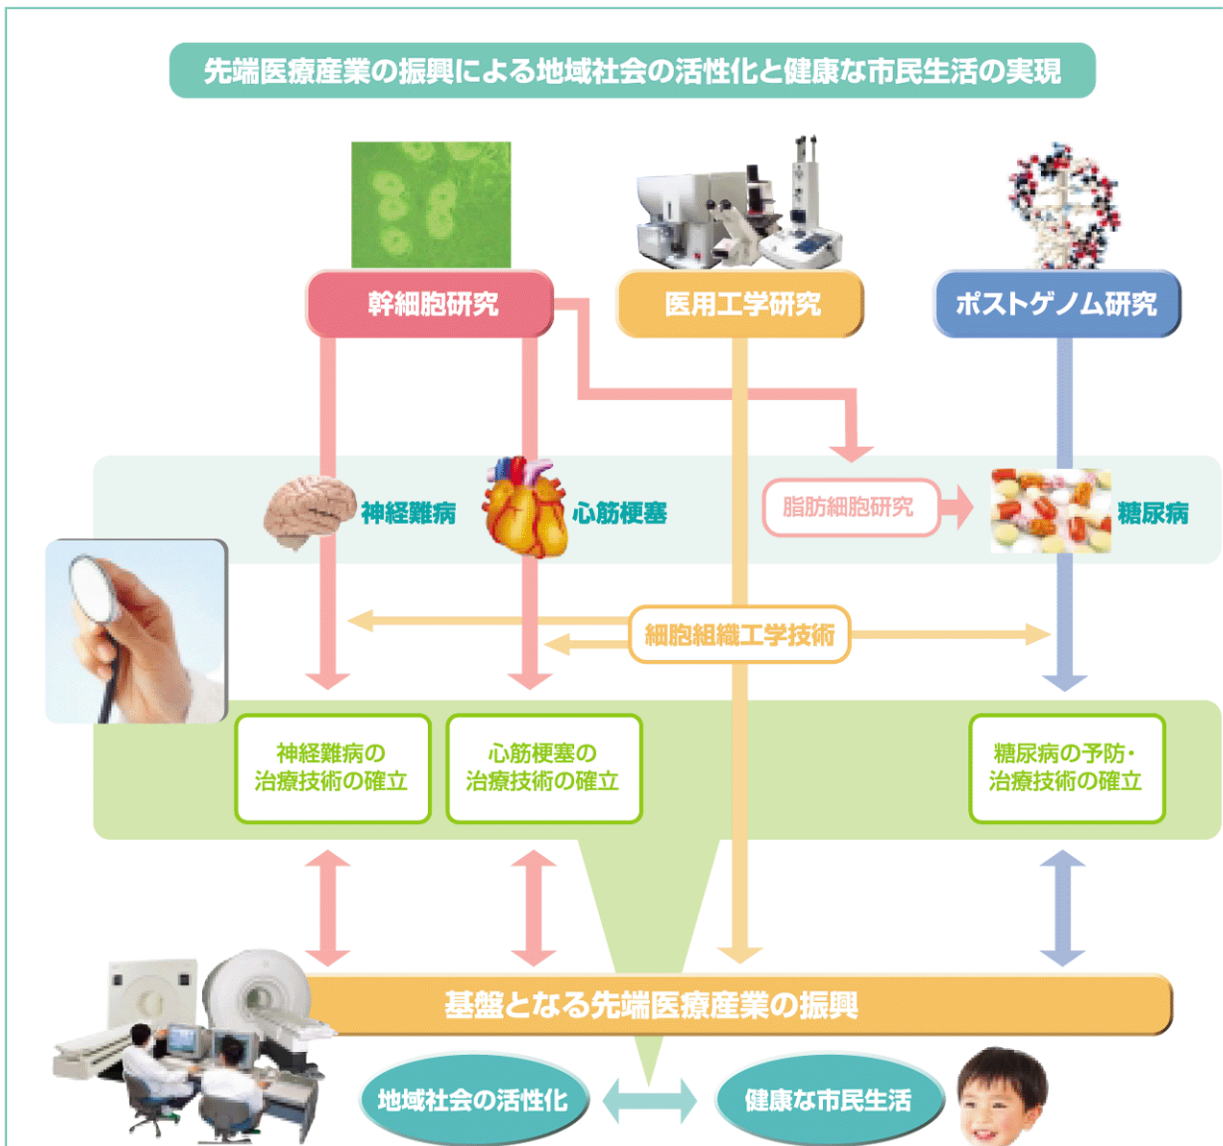 先端医療産業の振興による地域社会の活性化と健康な市民生活の実現
幹細胞研究
医用工学研究
ポストゲノム研究
神経難病
心筋梗塞
脂肪細胞研究
糖尿病
細胞組織工学技術
神経難病の
治療技術の確立
心筋梗塞の
治療技術の確立
糖尿病の予防・
治療技術の確立
基盤となる先端医療産業の振興
地域社会の活性化
健康な市民生活